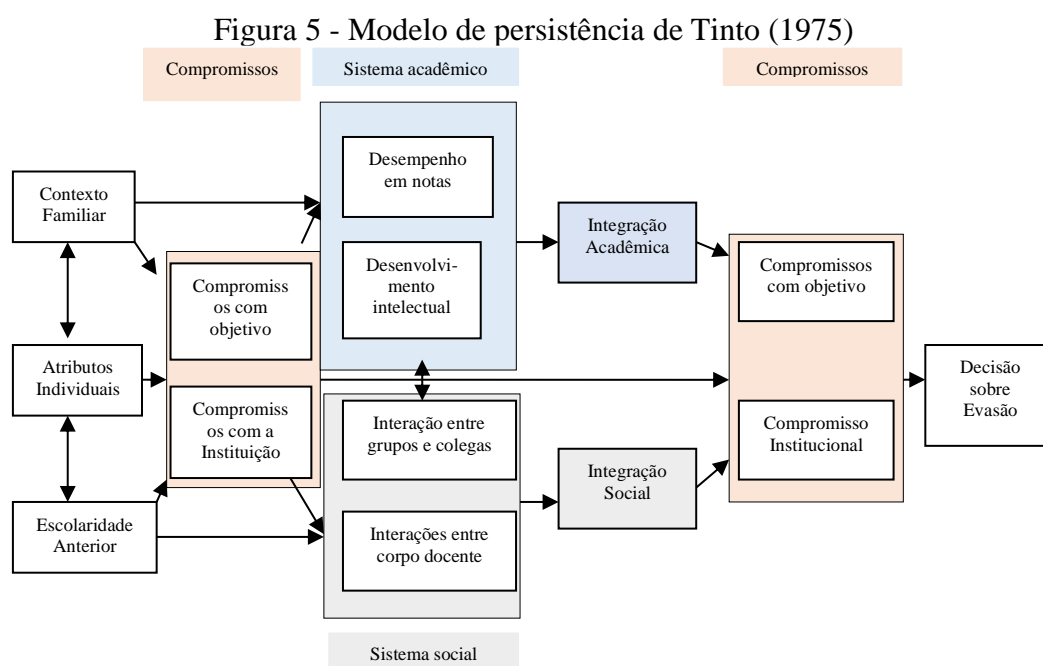 Figura 5 - Modelo de persistência de Tinto (1975)
Compromissos
Sistema acadêmico
Compromissos
Contexto
Familiar
Atributos
Individuais
Escolaridade
Anterior
Compromiss
os com
objetivo
Compromiss
os com a
Instituição
Desempenho
em notas
Desenvolvi-
mento
intelectual
Interação entre
grupos e colegas
Interações entre
corpo docente
Sistema social
Integração
Acadêmica
Integração
Social
Compromissos
com objetivo
Compromisso
Institucional
Decisão
sobre
Evasão